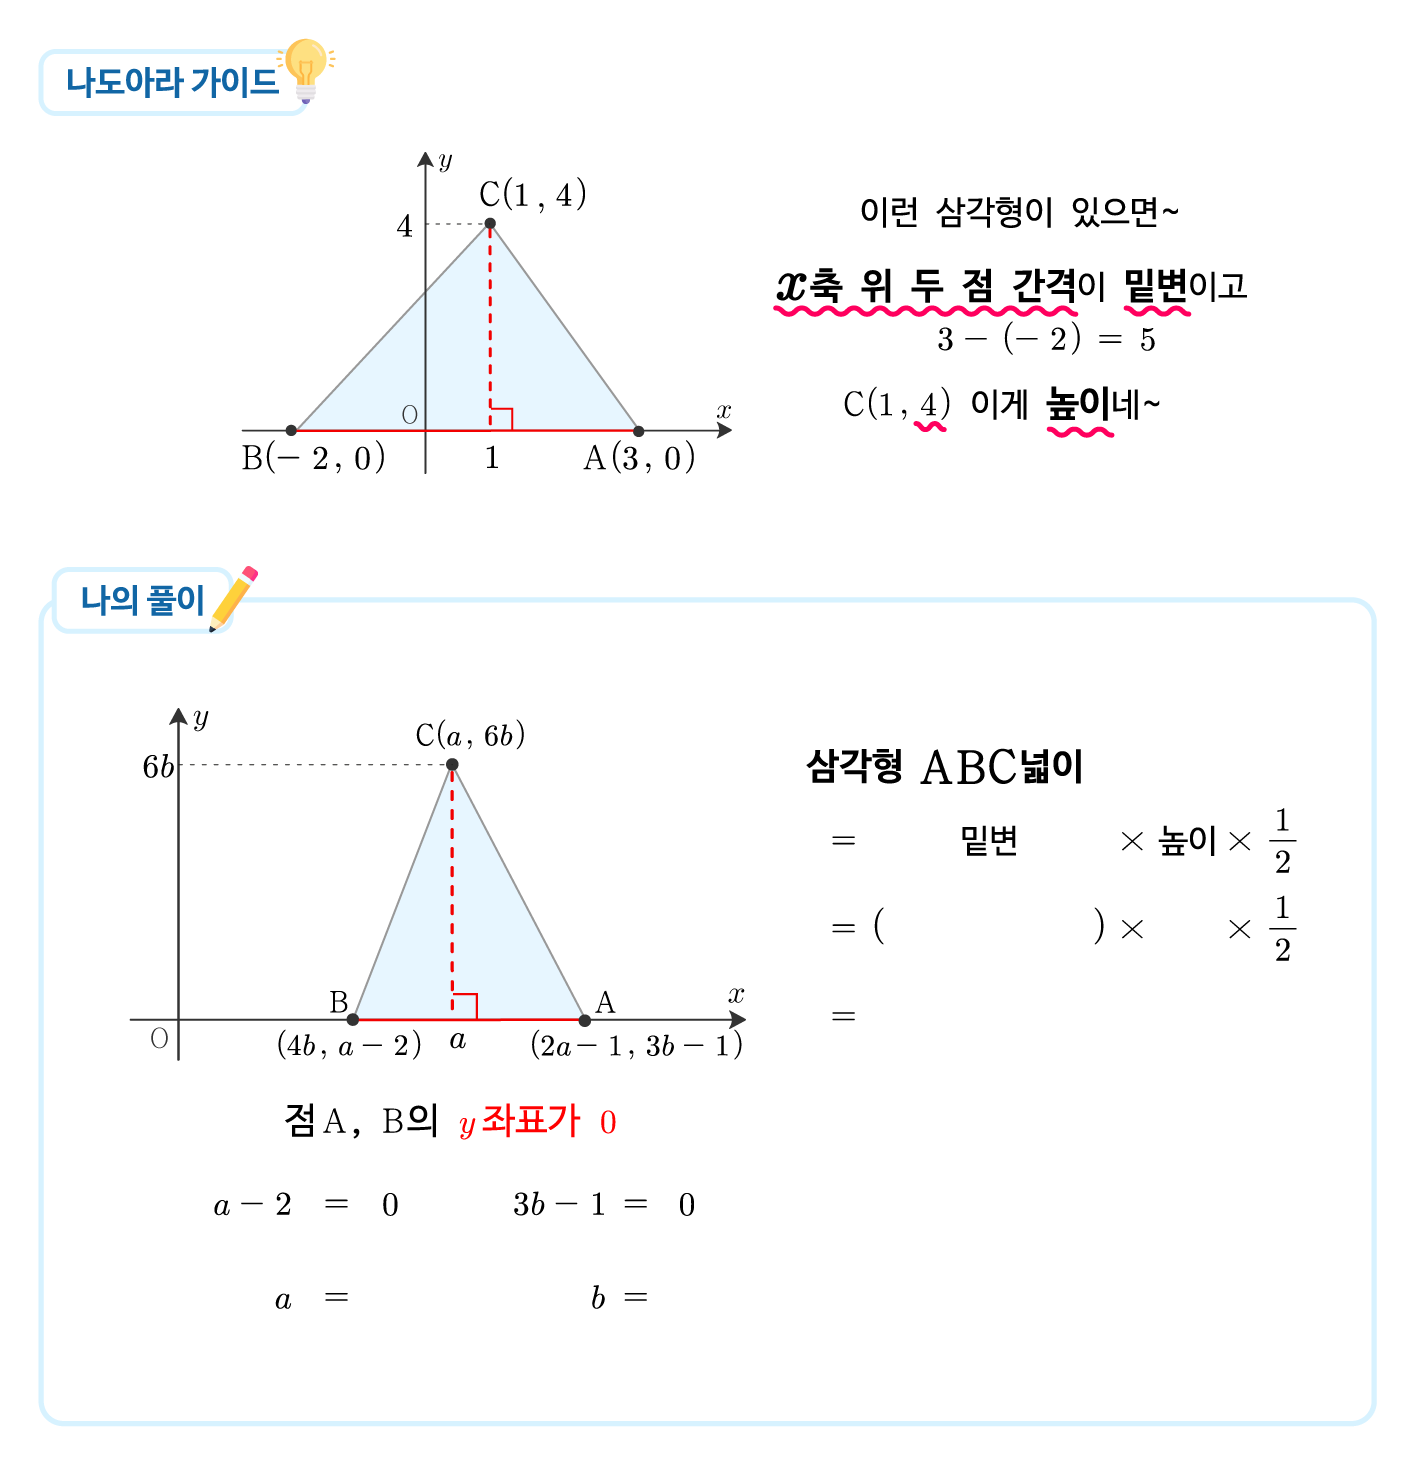 나도아라 가이드
y
C(1, 4)
4
O
x
B(− 2, 0)
1
A(3, 0)
이런 삼각형이 있으면~
x축 위 두 점 간격이 밑변이고
3 − (− 2) = 5
C(1, 4) 이게 높이네~
나의 풀이
y
C(a, 6b)
6b
B
A
x
O
(4b, a − 2)
a
(2a − 1, 3b − 1)
점 A, B의 y좌표가 0
a − 2 = 0
3b − 1 = 0
a =
b =
삼각형 ABC넓이
= 밑변 × 높이 × 1/2
= ( ) × × 1/2
=